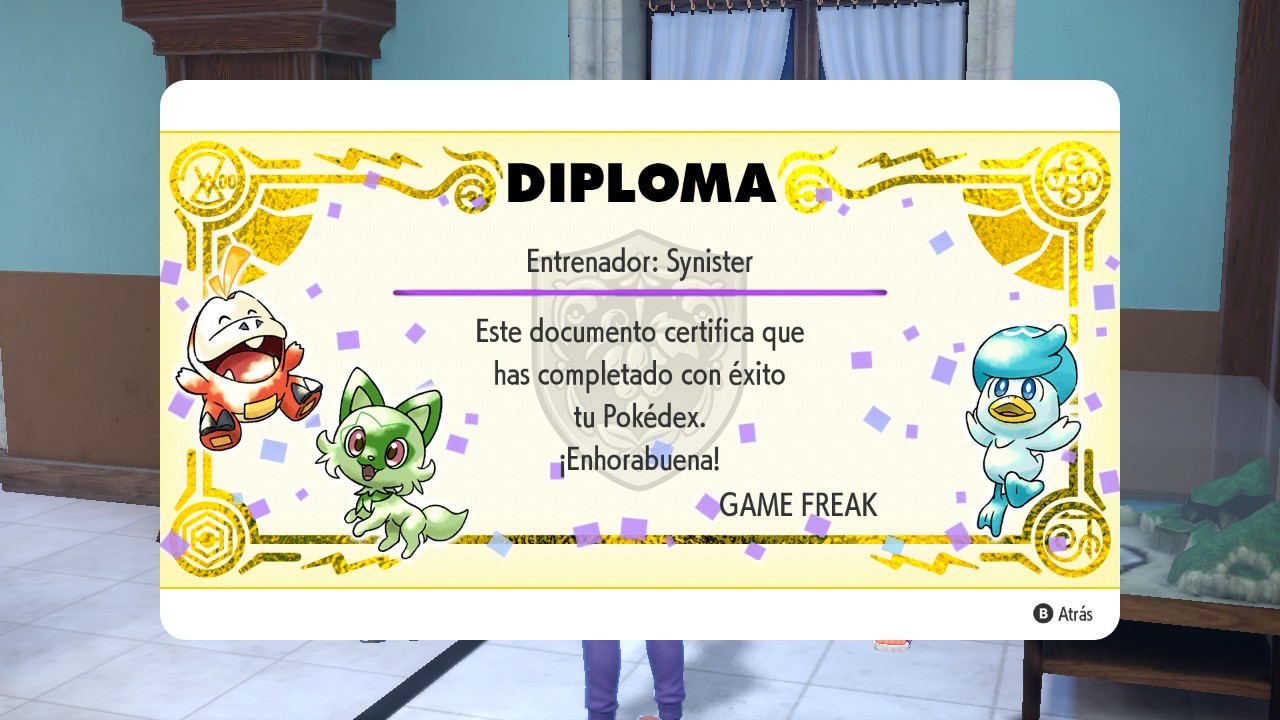 DIPLOMA
Entrenador: Synister
Este documento certifica que
has completado con éxito
tu Pokédex.
¡Enhorabuena!
GAME FREAK
B Atrás